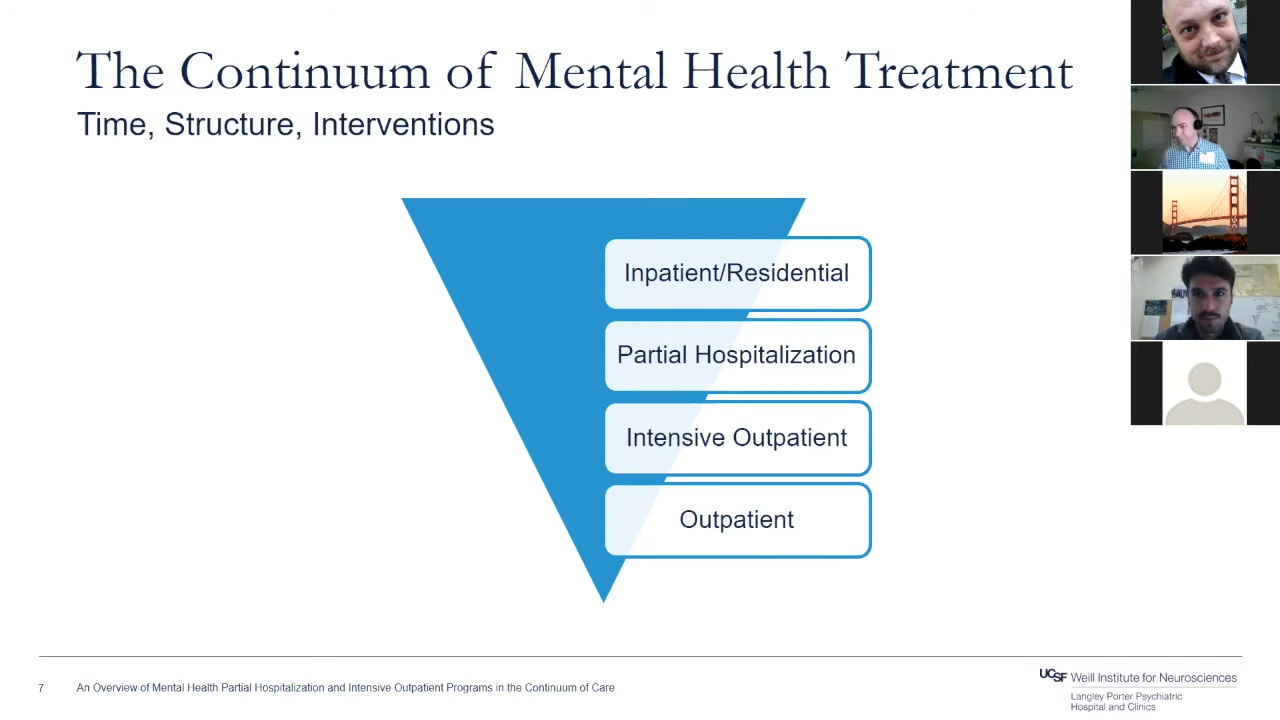 The Continuum of Mental Health Treatment
Time, Structure, Interventions
Inpatient/Residential
Partial Hospitalization
Intensive Outpatient
Outpatient
7
An Overview of Mental Health Partial Hospitalization and Intensive Outpatient Programs in the Continuum of Care
UCSF Weill Institute for Neurosciences
Langley Porter Psychiatric
Hospital and Clinics